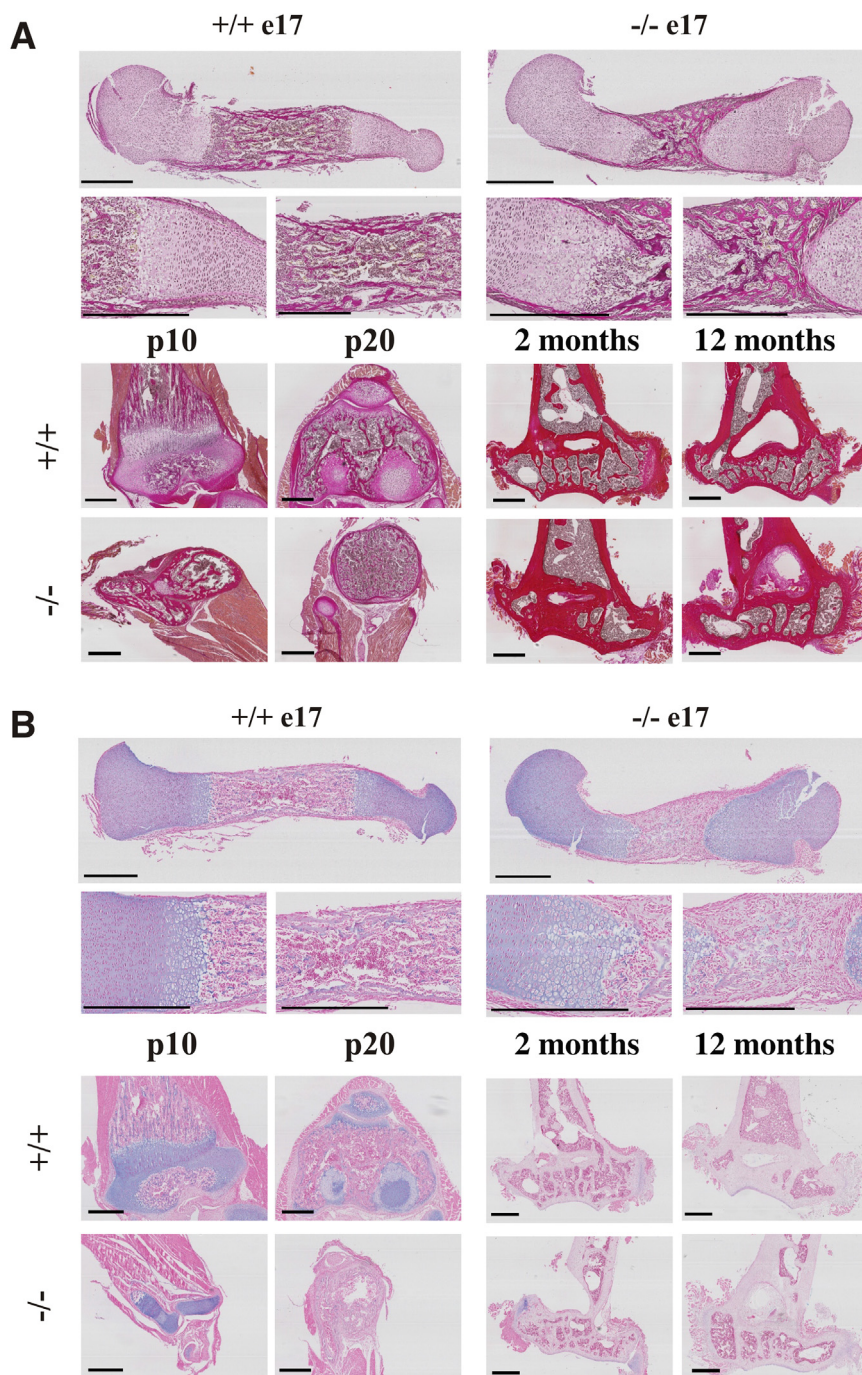 A
+/+ e17
-/- e17
p10
p20
2 months
12 months
+/+
-/-
B
+/+ e17
-/- e17
p10
p20
2 months
12 months
+/+
-/-